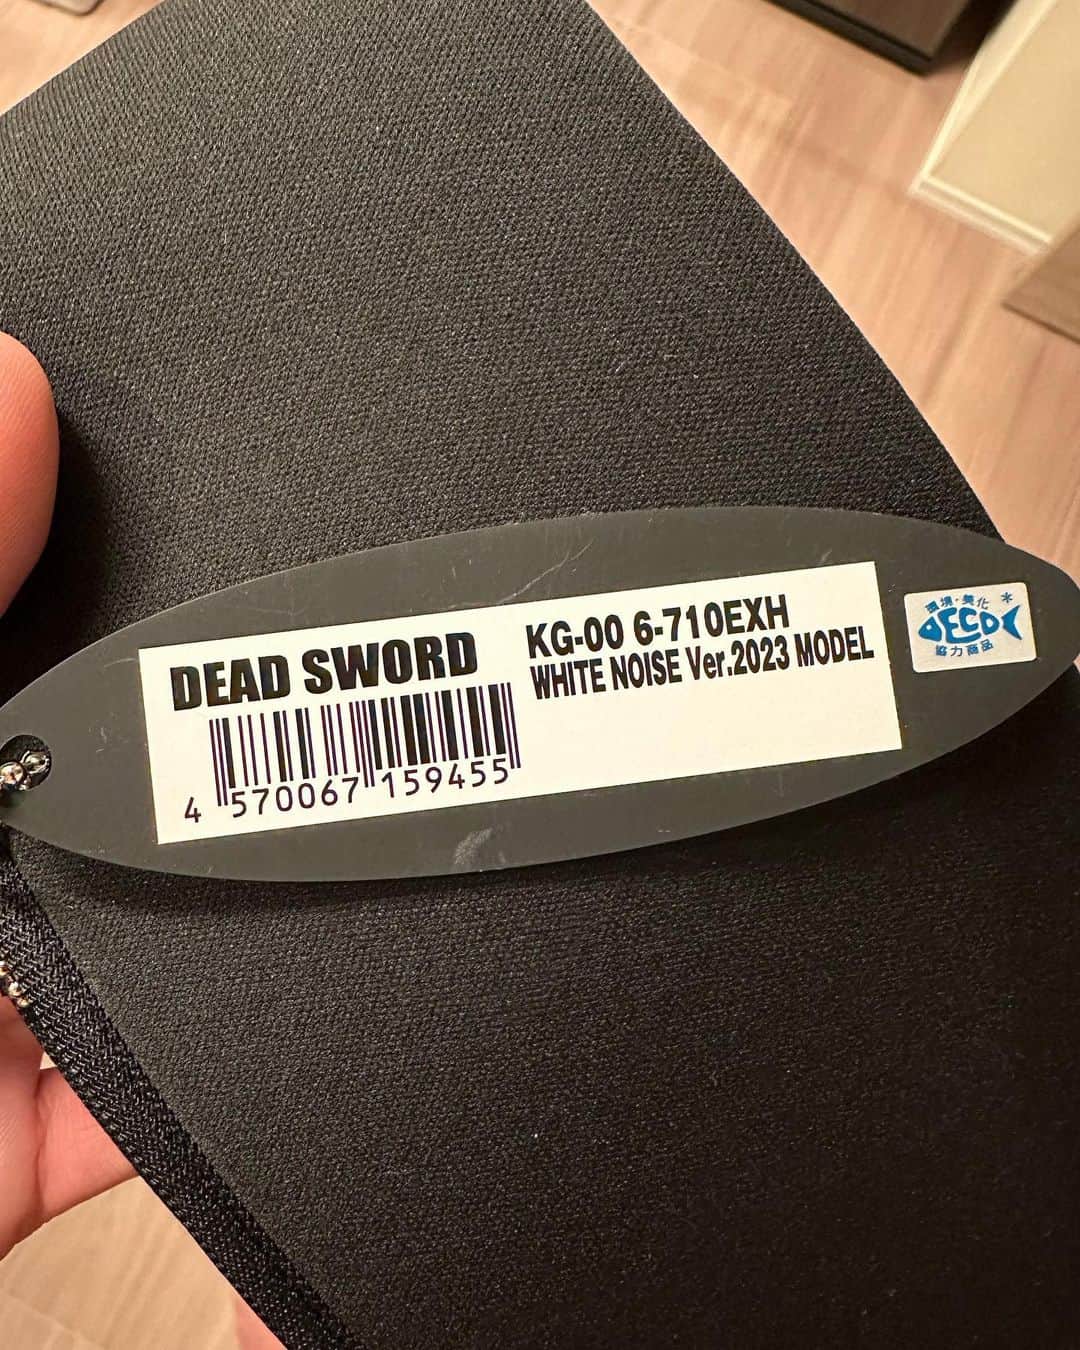 DEAD SWORD
4 570067 159455
KG-00 6-710EXH
WHITE NOISE Ver.2023 MODEL
環境・美化
ECO
協力商品